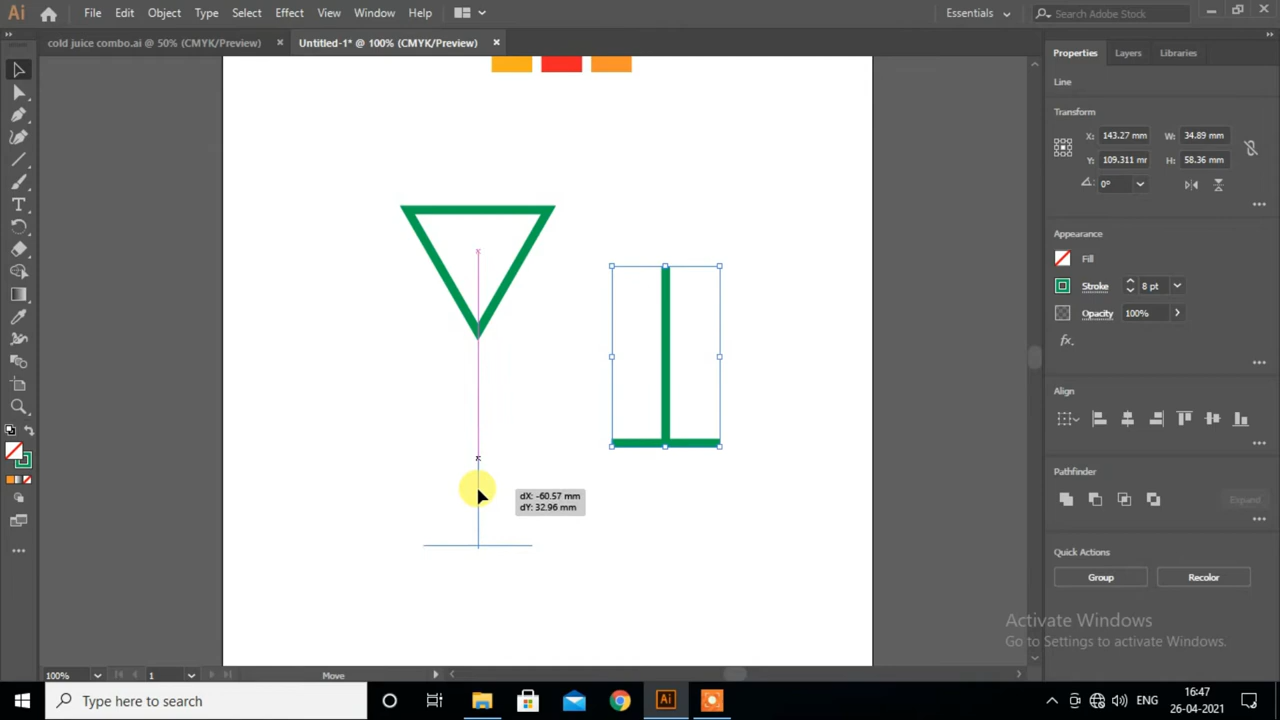 Ai File Edit Object Type Select Effect View Window Help Essentials Search Adobe Stock
cold juice combo.ai @ 50% (CMYK/Preview) × Untitled-1* @ 100% (CMYK/Preview) ×
Properties Layers Libraries
Line
Transform
X: 143.27 mm W: 34.89 mm
Y: 109.311 mm H: 58.36 mm
0°
Appearance
Fill
Stroke 8 pt
Opacity 100%
fx.
Align
Pathfinder
Expand
Quick Actions
Group Recolor
dX: -60.57 mm
dY: 32.96 mm
Activate Windows
Go to Settings to activate Windows.
100% 1 Move
Type here to search Ai ENG 16:47
26-04-2021